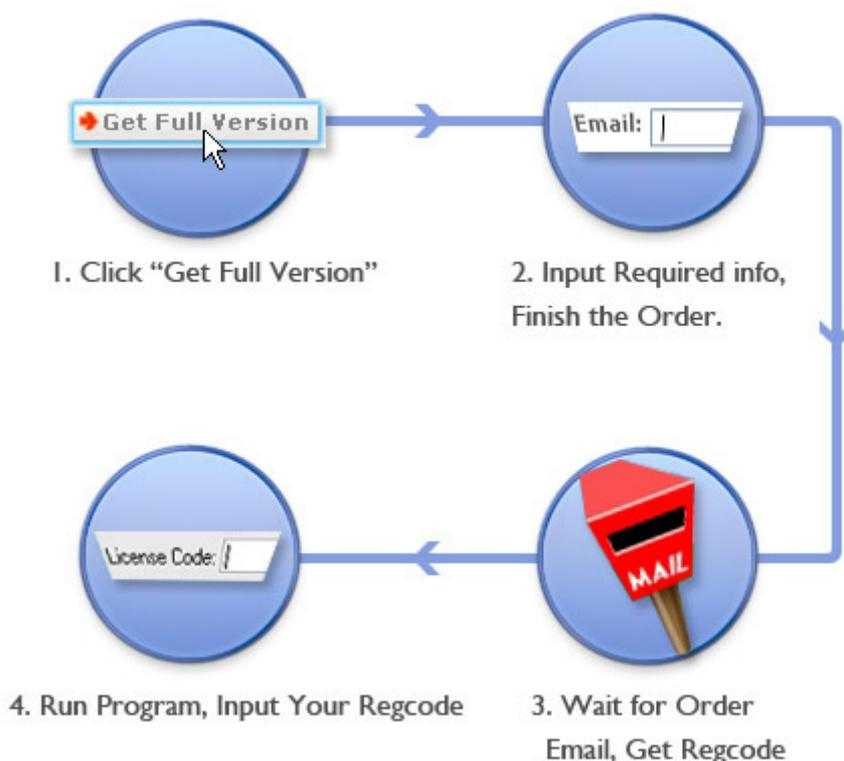 Get Full Version
1. Click “Get Full Version”
Email:
2. Input Required info,
Finish the Order.
MAIL
3. Wait for Order
Email, Get Regcode
License Code:
4. Run Program, Input Your Regcode